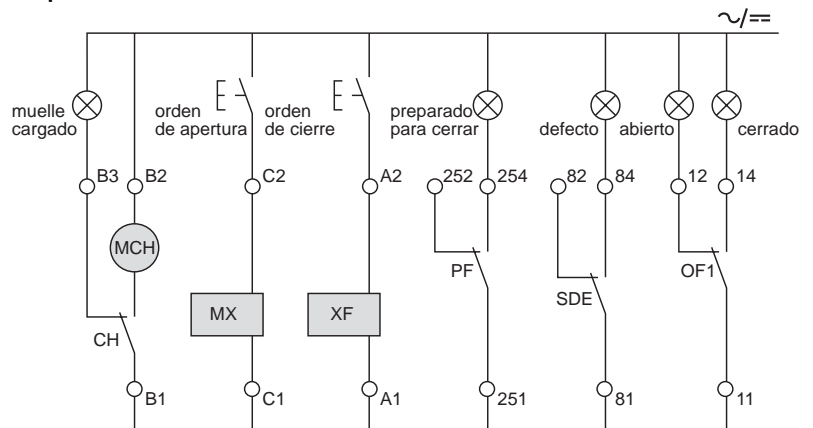 ~/==
muelle
cargado
orden
de apertura
orden
de cierre
preparado
para cerrar
defecto
abierto
cerrado
B3
B2
C2
A2
252
254
82
84
12
14
MCH
PF
OF1
SDE
MX
XF
CH
B1
C1
A1
251
81
11